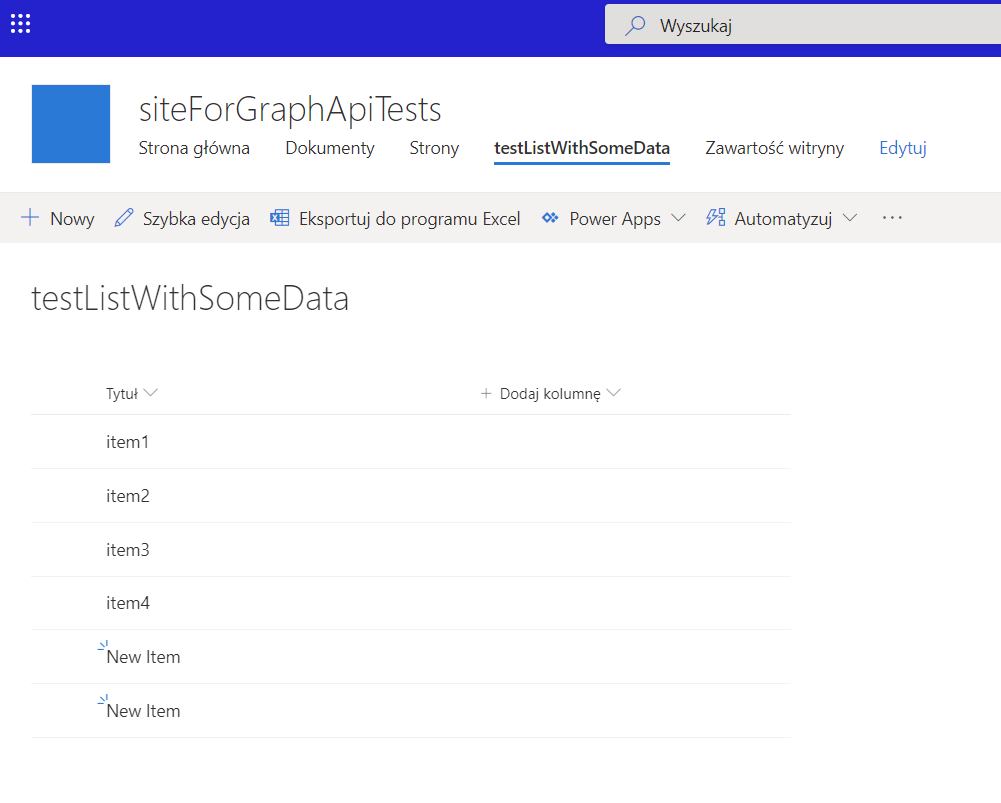 Wyszukaj
siteForGraphApiTests
Strona główna Dokumenty Strony testListWithSomeData Zawartość witryny Edytuj
Nowy Szybka edycja Eksportuj do programu Excel Power Apps Automatyzuj ...
testListWithSomeData
Tytuł + Dodaj kolumnę
item1
item2
item3
item4
New Item
New Item